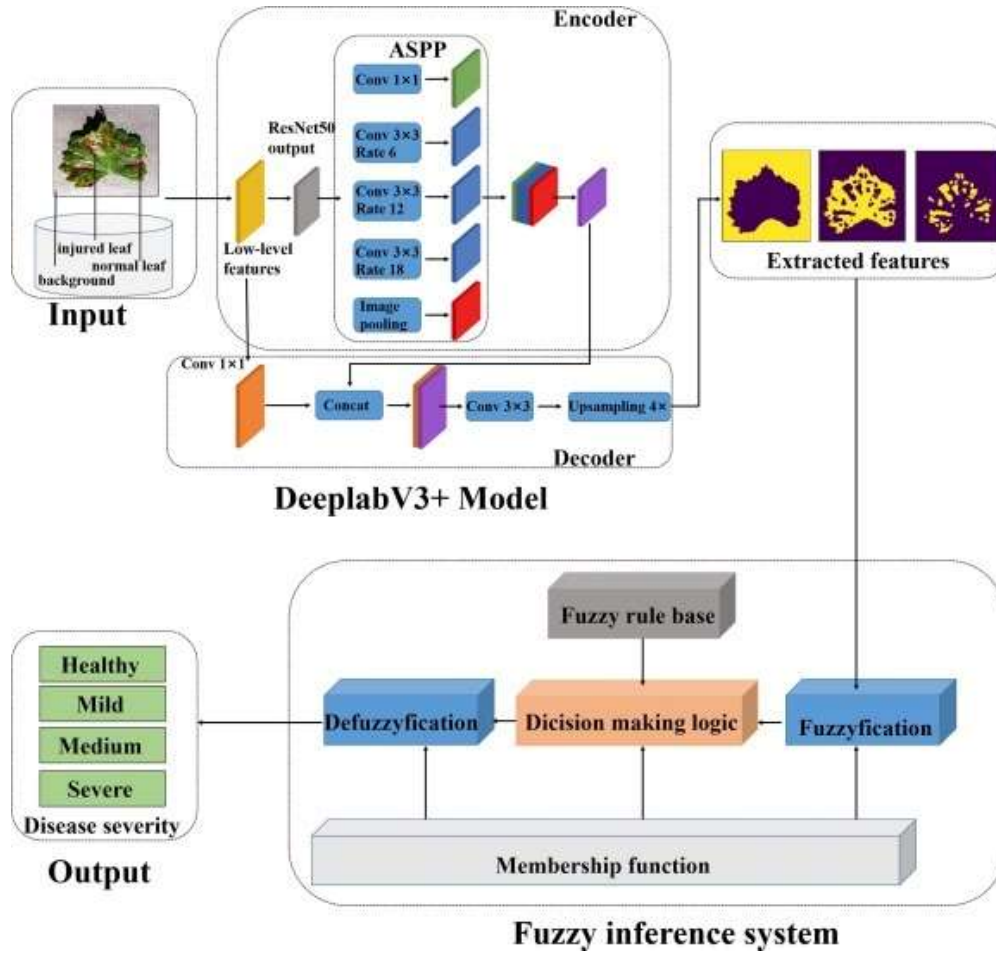 Encoder
ASPP
Conv 1×1
ResNet50
output
Conv 3×3
Rate 6
Conv 3×3
Rate 12
Conv 3×3
Rate 18
Image
pooling
Low-level
features
injured leaf
normal leaf
background
Input
Extracted features
Conv 1×1
Concat
Conv 3×3
Upsampling 4×
Decoder
DeeplabV3+ Model
Fuzzy rule base
Defuzzyfication
Dicision making logic
Fuzzyfication
Membership function
Fuzzy inference system
Healthy
Mild
Medium
Severe
Disease severity
Output